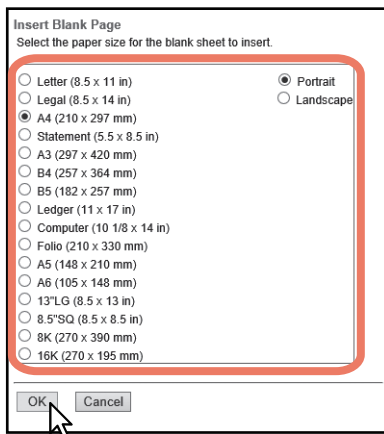 Insert Blank Page
Select the paper size for the blank sheet to insert.
Letter (8.5 x 11 in)
Portrait
Legal (8.5 x 14 in)
Landscape
A4 (210 x 297 mm)
Statement (5.5 x 8.5 in)
A3 (297 x 420 mm)
B4 (257 x 364 mm)
B5 (182 x 257 mm)
Ledger (11 x 17 in)
Computer (10 1/8 x 14 in)
Folio (210 x 330 mm)
A5 (148 x 210 mm)
A6 (105 x 148 mm)
13"LG (8.5 x 13 in)
8.5"SQ (8.5 x 8.5 in)
8K (270 x 390 mm)
16K (270 x 195 mm)
OK
Cancel